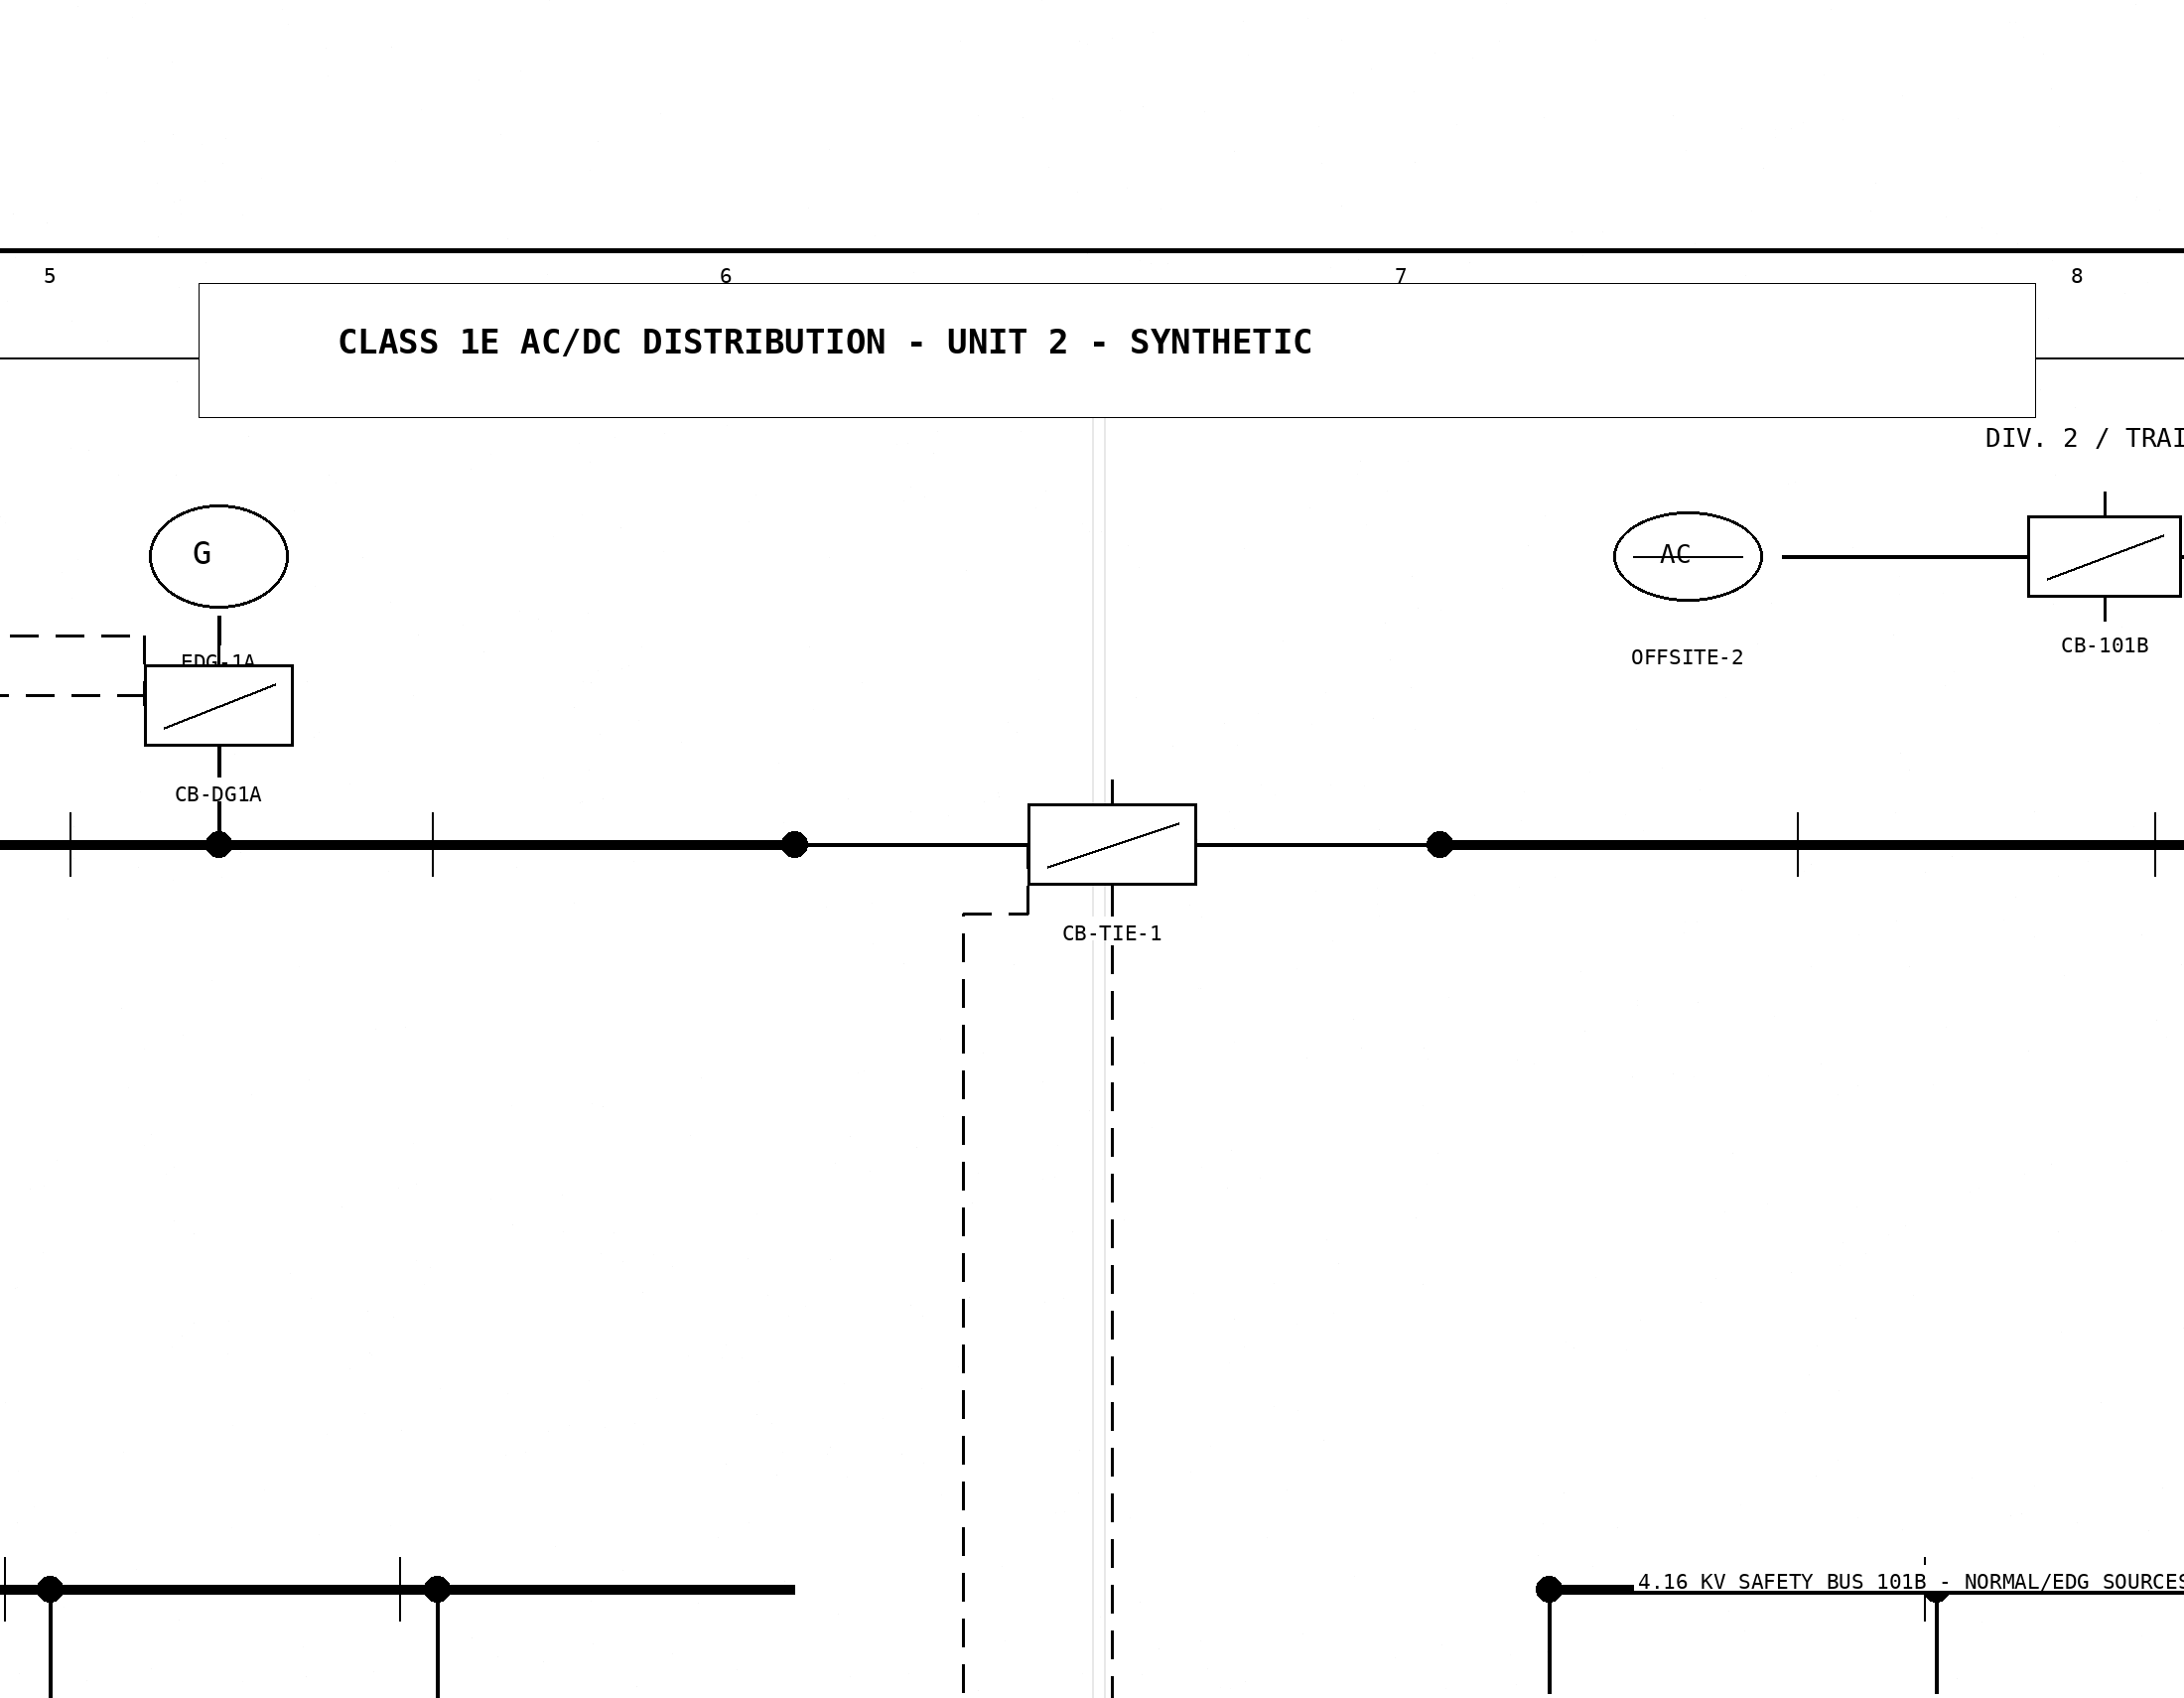 5 6 7 8
CLASS 1E AC/DC DISTRIBUTION - UNIT 2 - SYNTHETIC
DIV. 2 / TRAI
G
AC
EDG-1A
OFFSITE-2
CB-101B
CB-DG1A
CB-TIE-1
4.16 KV SAFETY BUS 101B - NORMAL/EDG SOURCES